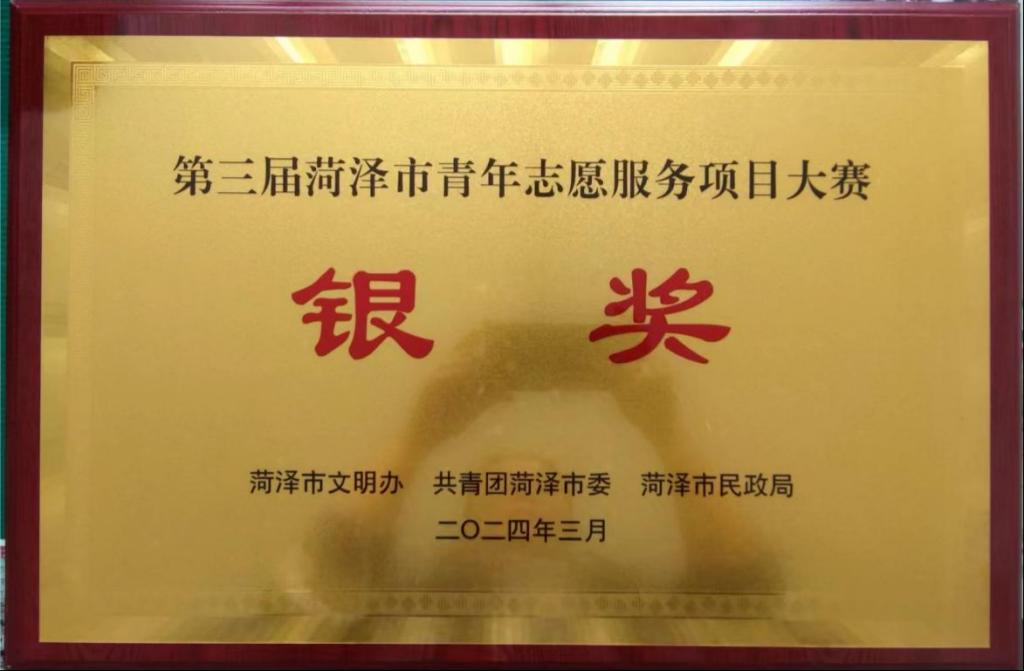 第三届菏泽市青年志愿服务项目大赛
银 奖
菏泽市文明办 共青团菏泽市委 菏泽市民政局
二〇二四年三月